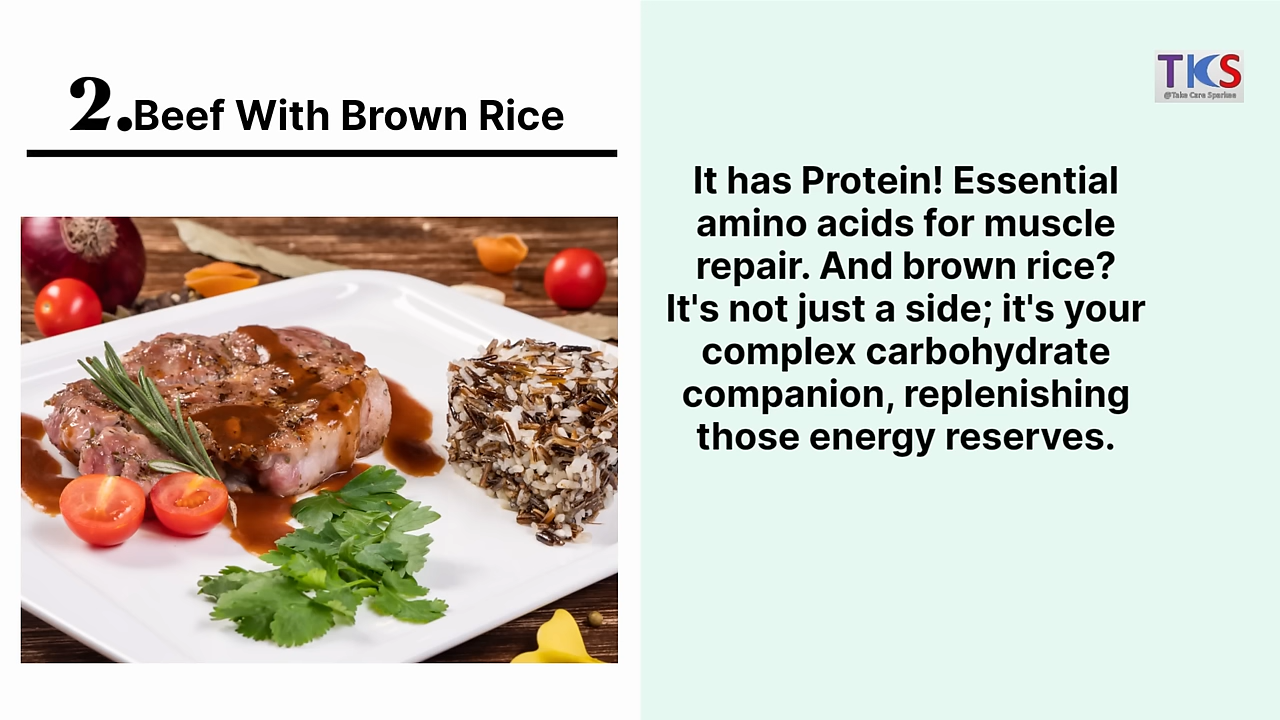 2.Beef With Brown Rice
TKS
@Take Care Sparkee
It has Protein! Essential
amino acids for muscle
repair. And brown rice?
It's not just a side; it's your
complex carbohydrate
companion, replenishing
those energy reserves.